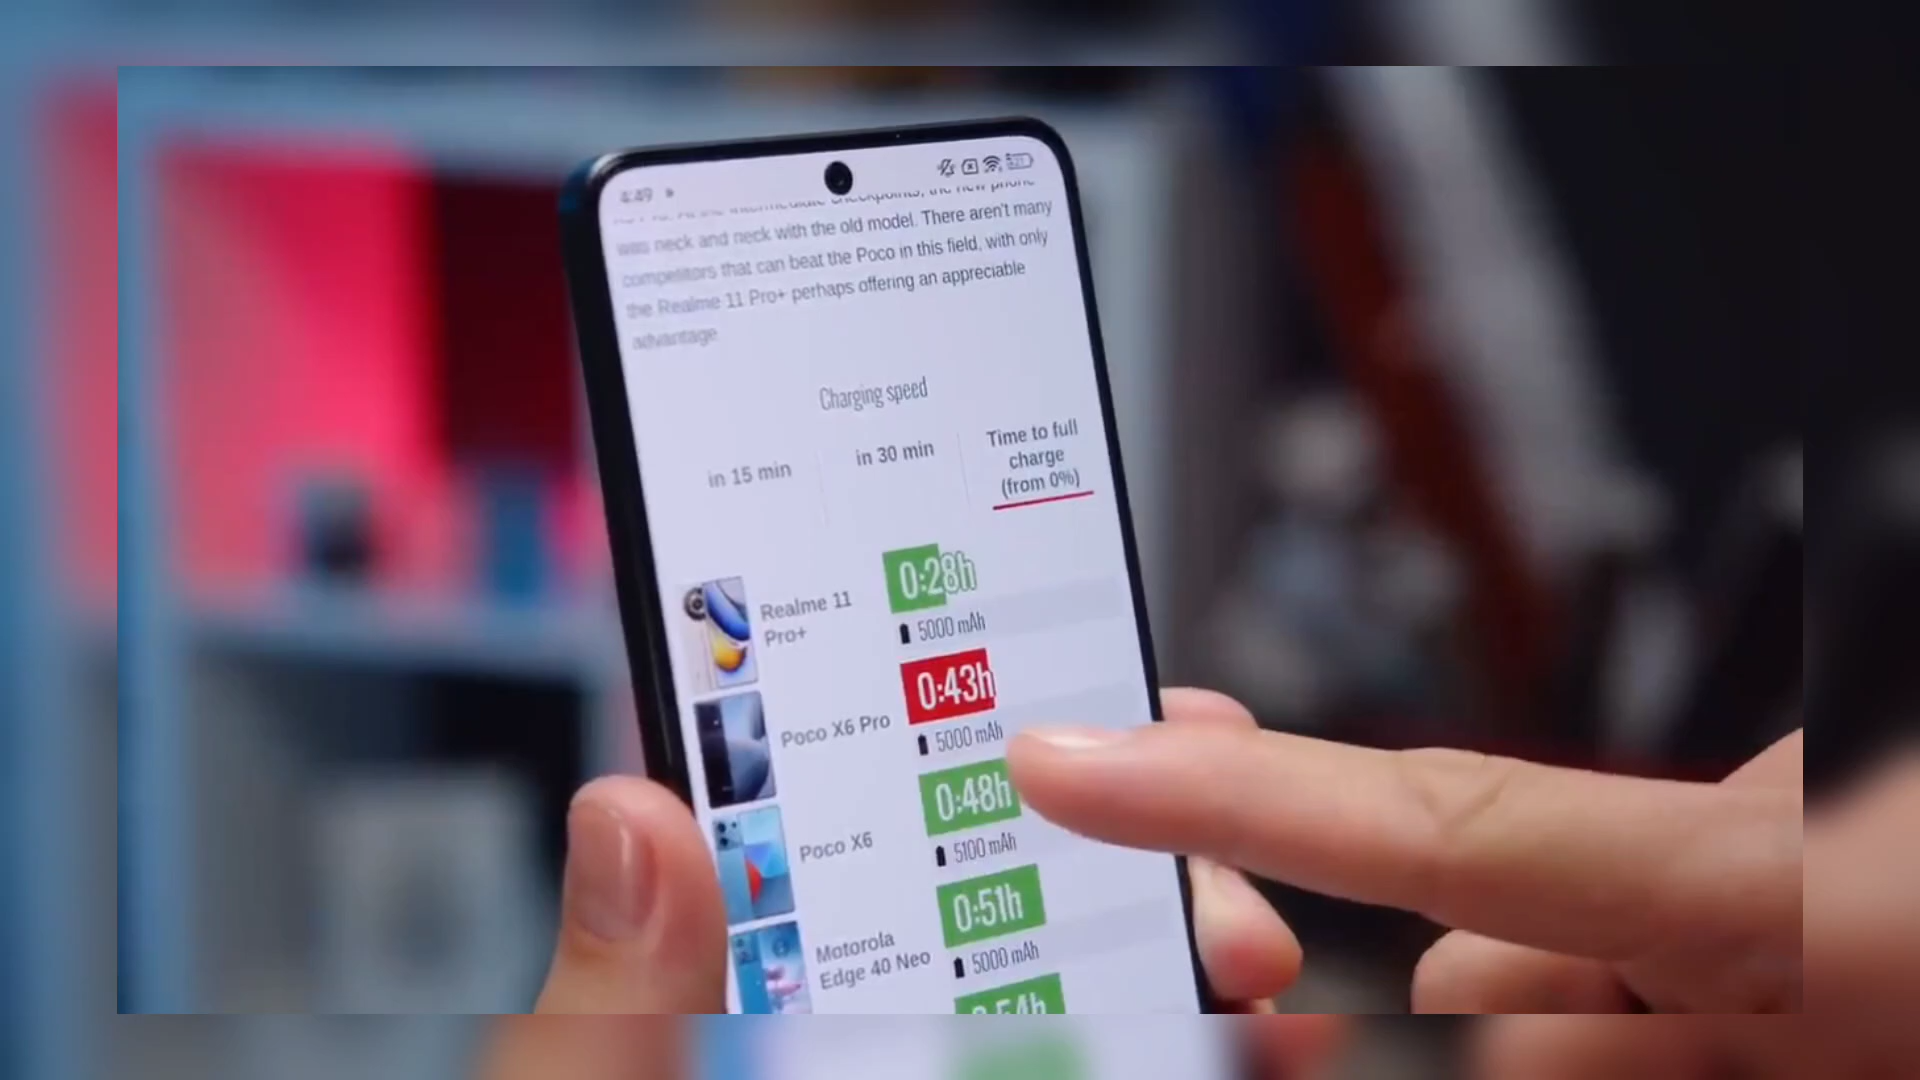 4:49
was neck and neck with the old model. There aren't many
competitors that can beat the Poco in this field, with only
the Realme 11 Pro+ perhaps offering an appreciable
advantage
Charging speed
in 15 min
in 30 min
Time to full
charge
(from 0%)
Realme 11
Pro+
0:28h
5000 mAh
Poco X6 Pro
0:43h
5000 mAh
Poco X6
0:48h
5100 mAh
Motorola
Edge 40 Neo
0:51h
5000 mAh